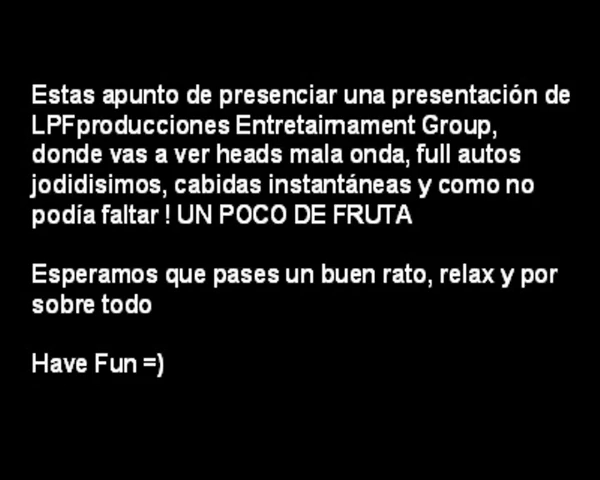 Estas apunto de presenciar una presentación de
LPFproducciones Entretairnament Group,
donde vas a ver heads mala onda, full autos
jodidisimos, cabidas instantáneas y como no
podía faltar ! UN POCO DE FRUTA
Esperamos que pases un buen rato, relax y por
sobre todo
Have Fun =)